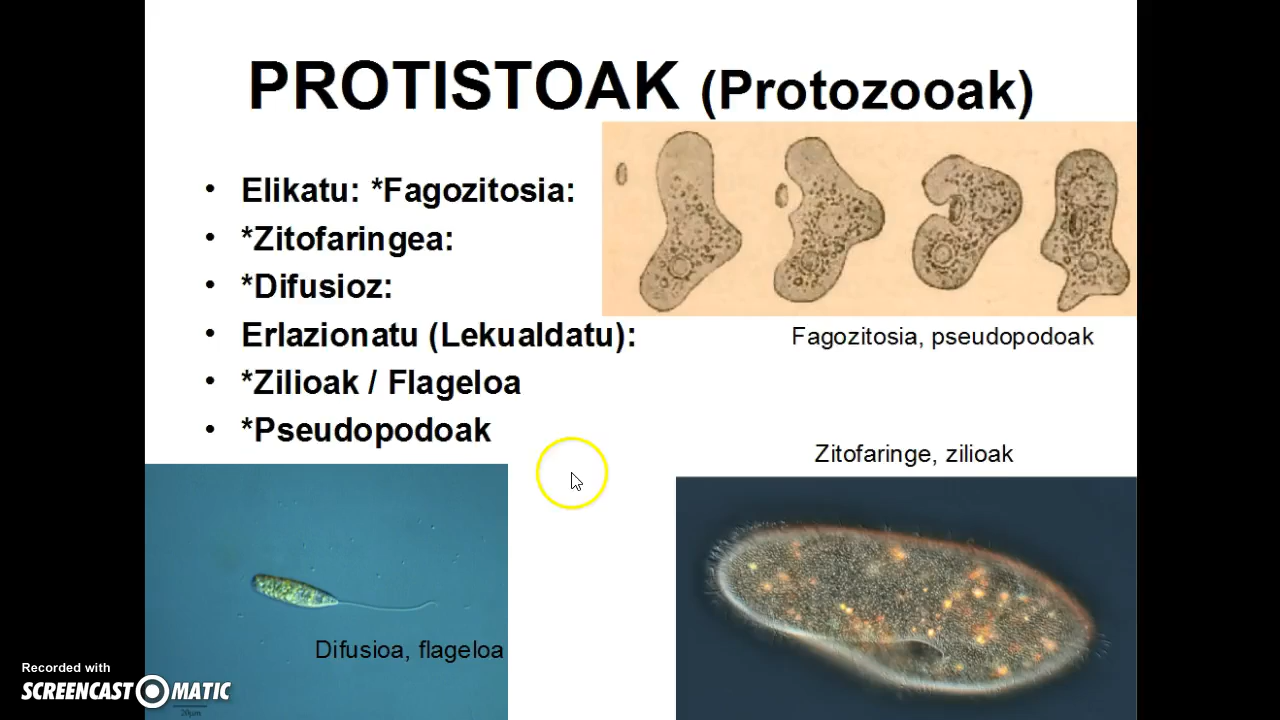 PROTISTOAK (Protozooak)
• Elikatu: *Fagozitosia:
• *Zitofaringea:
• *Difusioz:
• Erlazionatu (Lekualdatu):
• *Zilioak / Flageloa
• *Pseudopodoak
Fagozitosia, pseudopodoak
Zitofaringe, zilioak
Difusioa, flageloa
20µm
Recorded with
SCREENCAST MATIC